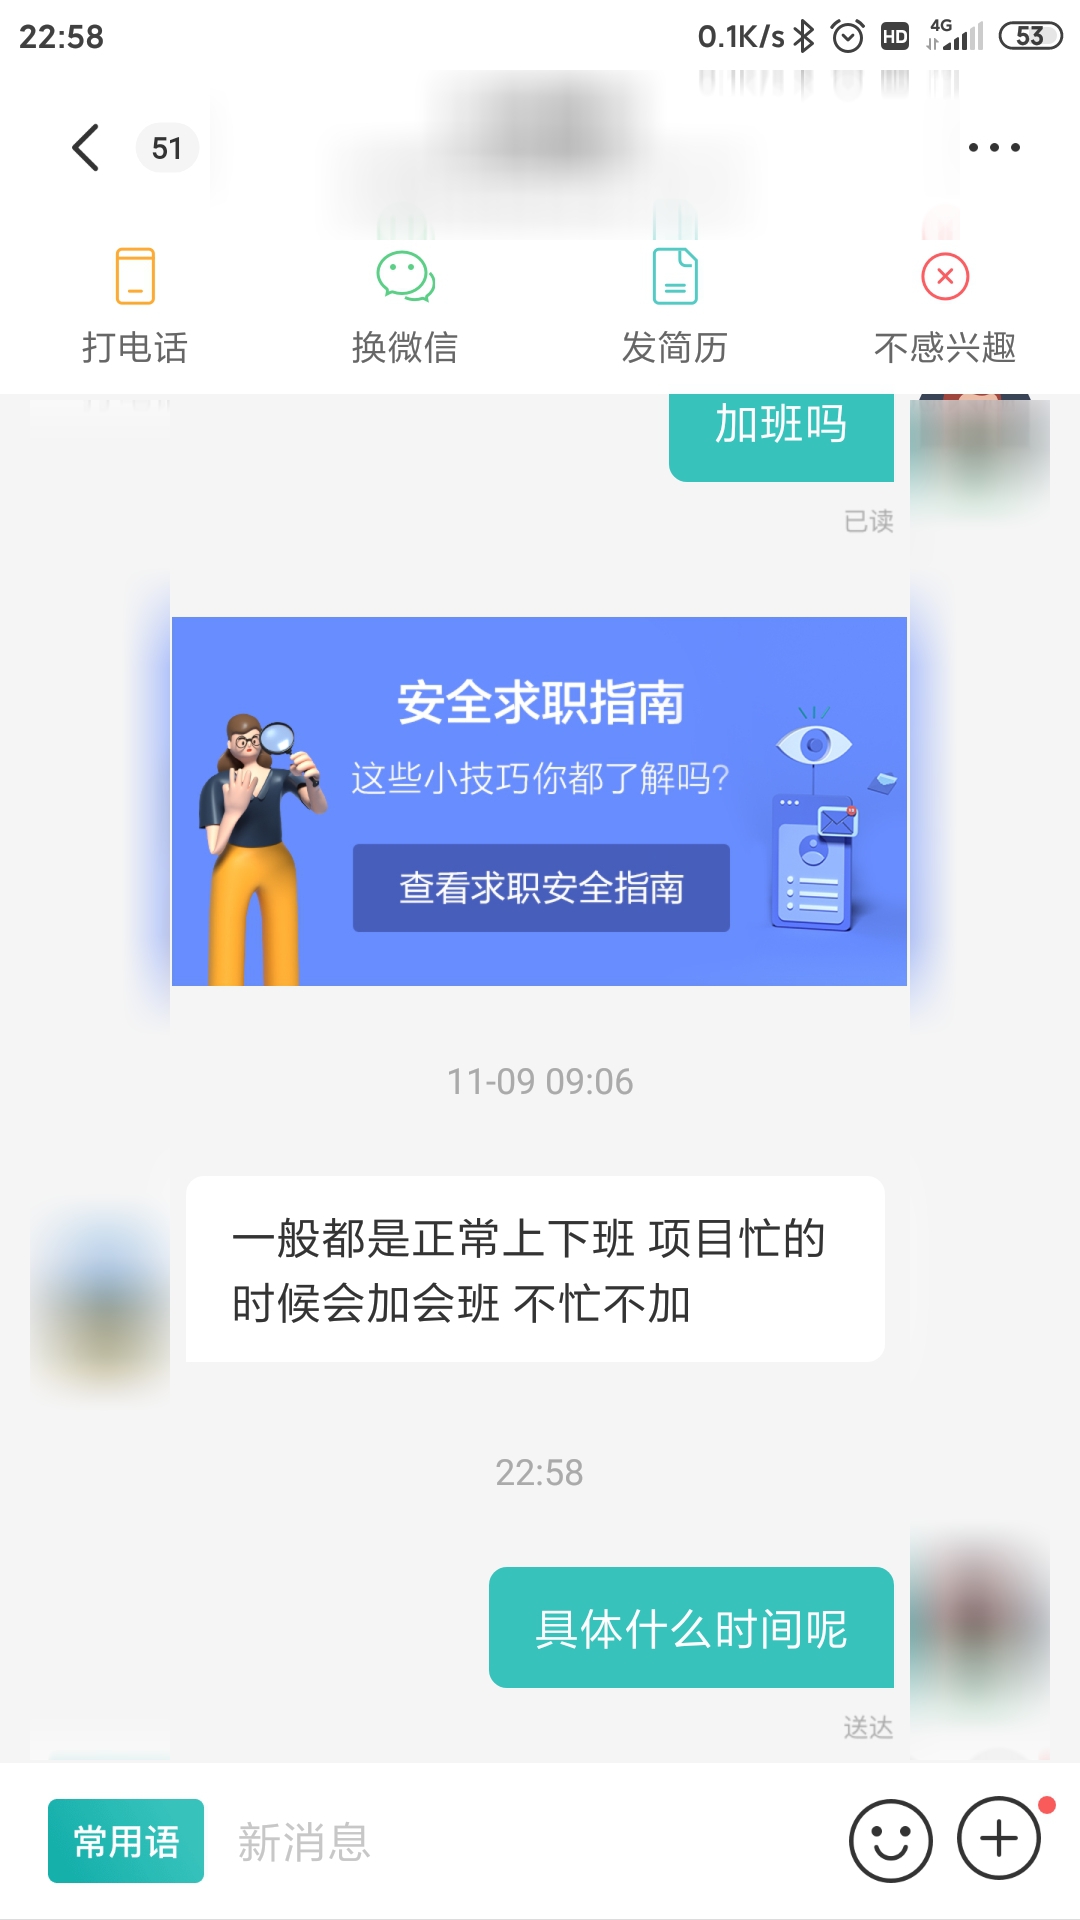 22:58
0.1K/s HD 4G 53
51
打电话
换微信
发简历
不感兴趣
加班吗
已读
安全求职指南
这些小技巧你都了解吗?
查看求职安全指南
11-09 09:06
一般都是正常上下班 项目忙的
时候会加会班 不忙不加
22:58
具体什么时间呢
送达
常用语
新消息